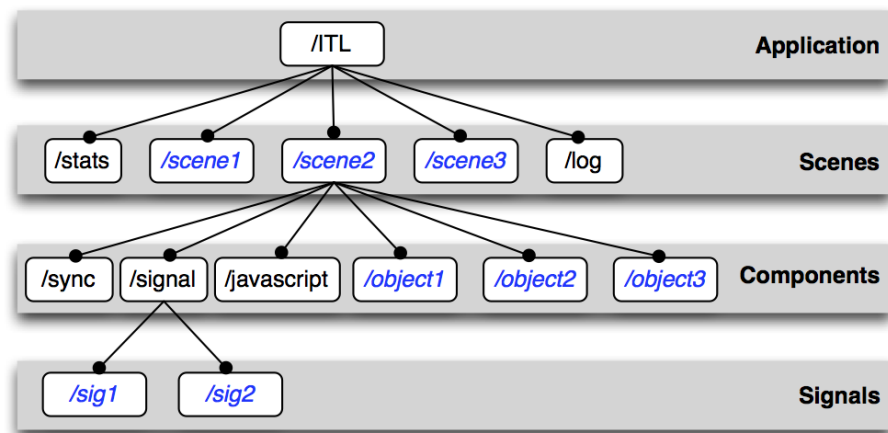 /ITL
Application
/stats
/scene1
/scene2
/scene3
/log
Scenes
/sync
/signal
/javascript
/object1
/object2
/object3
Components
/sig1
/sig2
Signals